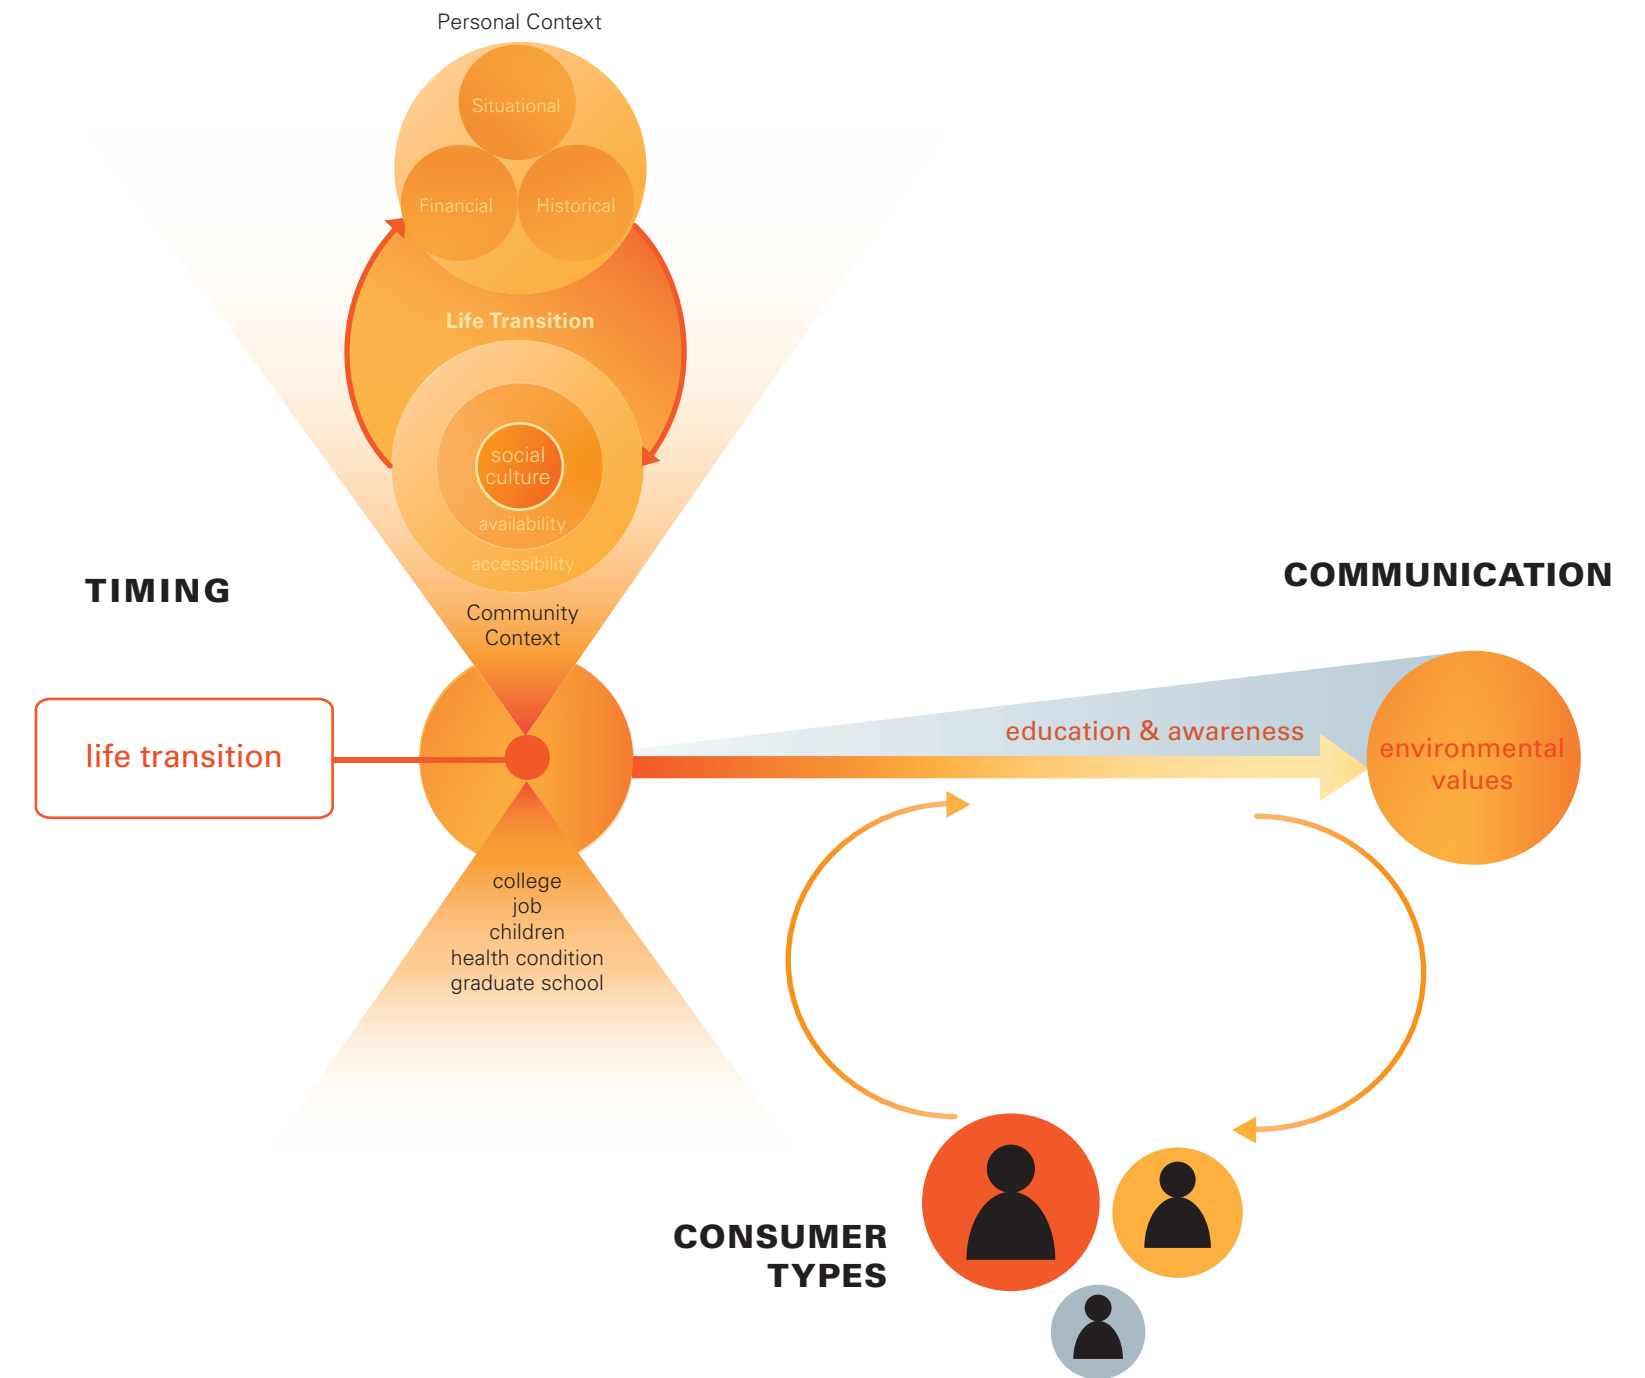 Personal Context
Situational
Financial
Historical
Life Transition
social
culture
availability
accessibility
Community
Context
TIMING
life transition
college
job
children
health condition
graduate school
COMMUNICATION
education & awareness
environmental
values
CONSUMER
TYPES